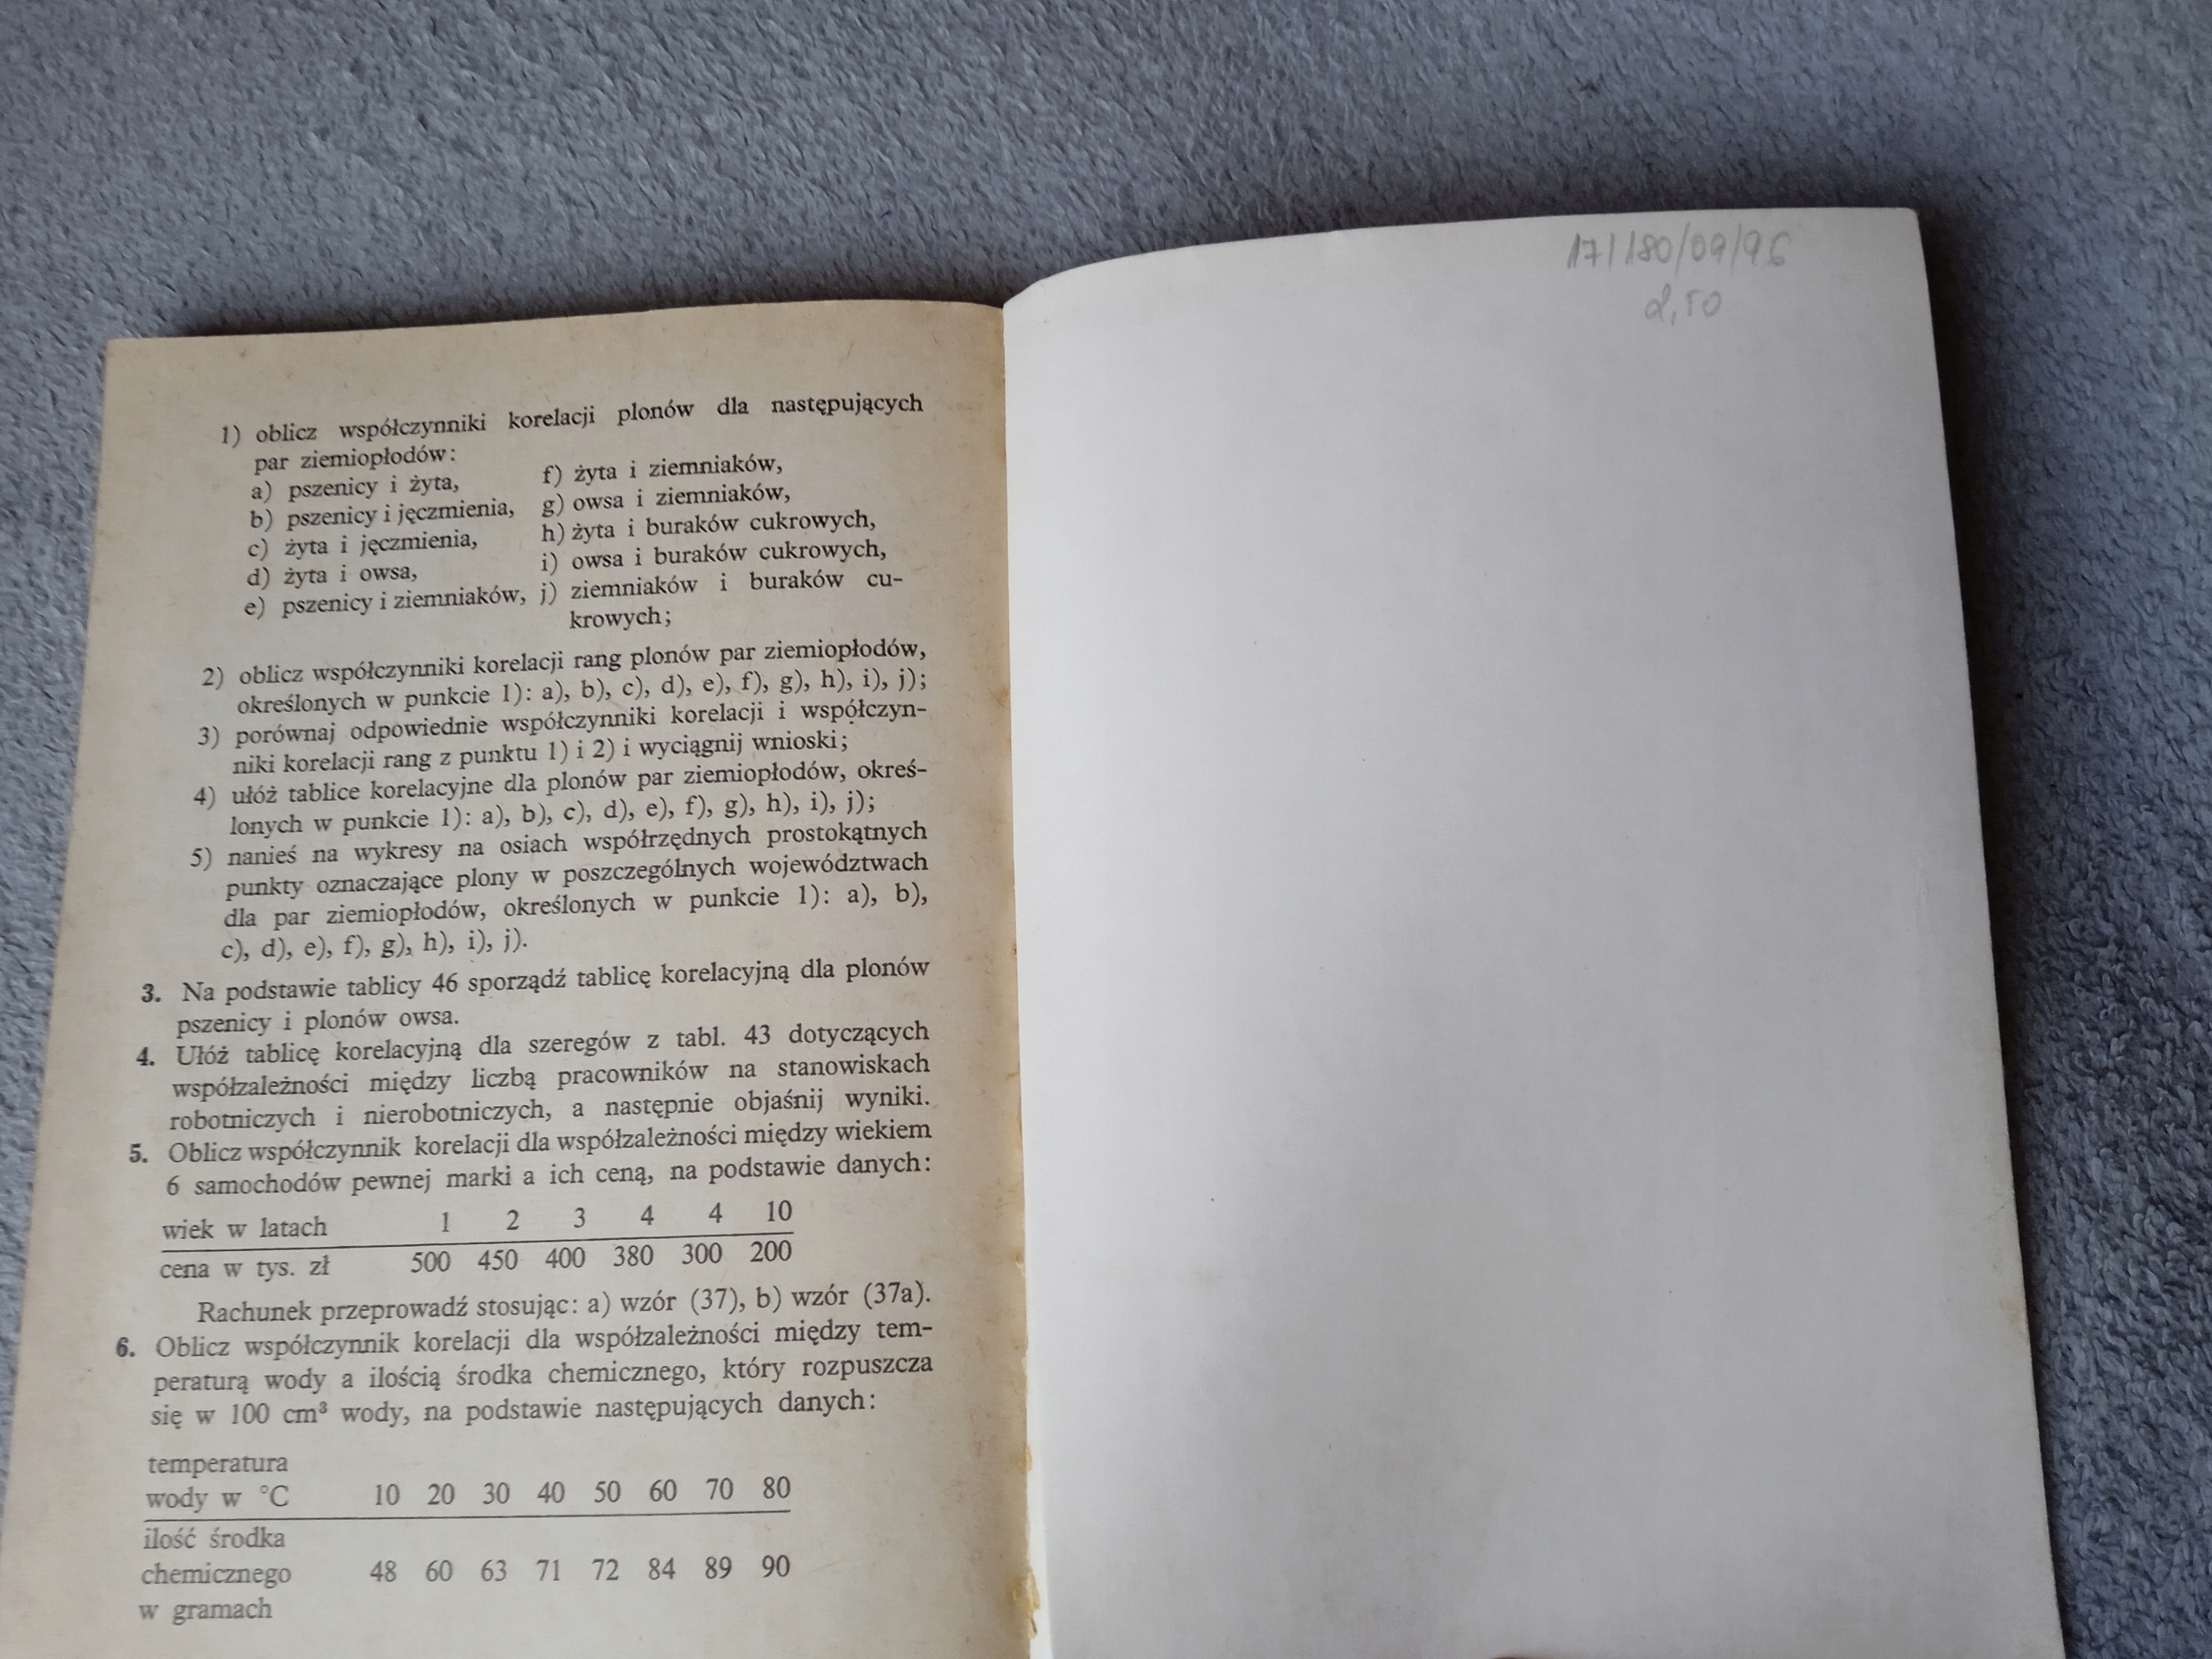 1) oblicz współczynniki korelacji plonów dla następujących
par ziemiopłodów:
a) pszenicy i żyta,
b) pszenicy i jęczmienia,
c) żyta i jęczmienia,
d) żyta i owsa,
e) pszenicy i ziemniaków,
f) żyta i ziemniaków,
g) owsa i ziemniaków,
h) żyta i buraków cukrowych,
i) owsa i buraków cukrowych,
j) ziemniaków i buraków cu-
krowych;
2) oblicz współczynniki korelacji rang plonów par ziemiopłodów,
określonych w punkcie 1): a), b), c), d), e), f), g), h), i), j);
3) porównaj odpowiednie współczynniki korelacji i współczyn-
niki korelacji rang z punktu 1) i 2) i wyciągnij wnioski;
4) ułóż tablice korelacyjne dla plonów par ziemiopłodów, okreś-
lonych w punkcie 1): a), b), c), d), e), f), g), h), i), j);
5) nanieś na wykresy na osiach współrzędnych prostokątnych
punkty oznaczające plony w poszczególnych województwach
dla par ziemiopłodów, określonych w punkcie 1): a), b),
c), d), e), f), g), h), i), j).
3. Na podstawie tablicy 46 sporządź tablicę korelacyjną dla plonów
pszenicy i plonów owsa.
4. Ułóż tablicę korelacyjną dla szeregów z tabl. 43 dotyczących
współzależności między liczbą pracowników na stanowiskach
robotniczych i nierobotniczych, a następnie objaśnij wyniki.
5. Oblicz współczynnik korelacji dla współzależności między wiekiem
6 samochodów pewnej marki a ich ceną, na podstawie danych:
wiek w latach 1 2 3 4 4 10
cena w tys. zł 500 450 400 380 300 200
Rachunek przeprowadź stosując: a) wzór (37), b) wzór (37a).
6. Oblicz współczynnik korelacji dla współzależności między tem-
peraturą wody a ilością środka chemicznego, który rozpuszcza
się w 100 cm³ wody, na podstawie następujących danych:
temperatura
wody w °C 10 20 30 40 50 60 70 80
ilość środka
chemicznego 48 60 63 71 72 84 89 90
w gramach
17/180/09/96
2,50